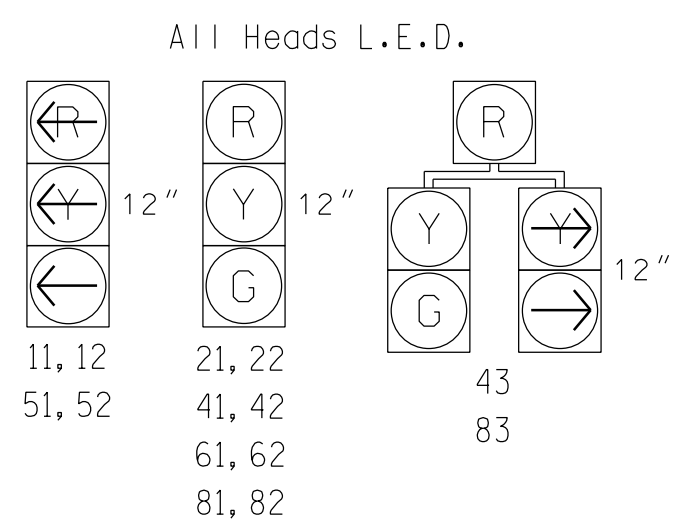 All Heads L.E.D.
R
Y
12"
11, 12
51, 52
R
Y
G
12"
21, 22
41, 42
61, 62
81, 82
R
Y
G
Y
12"
43
83